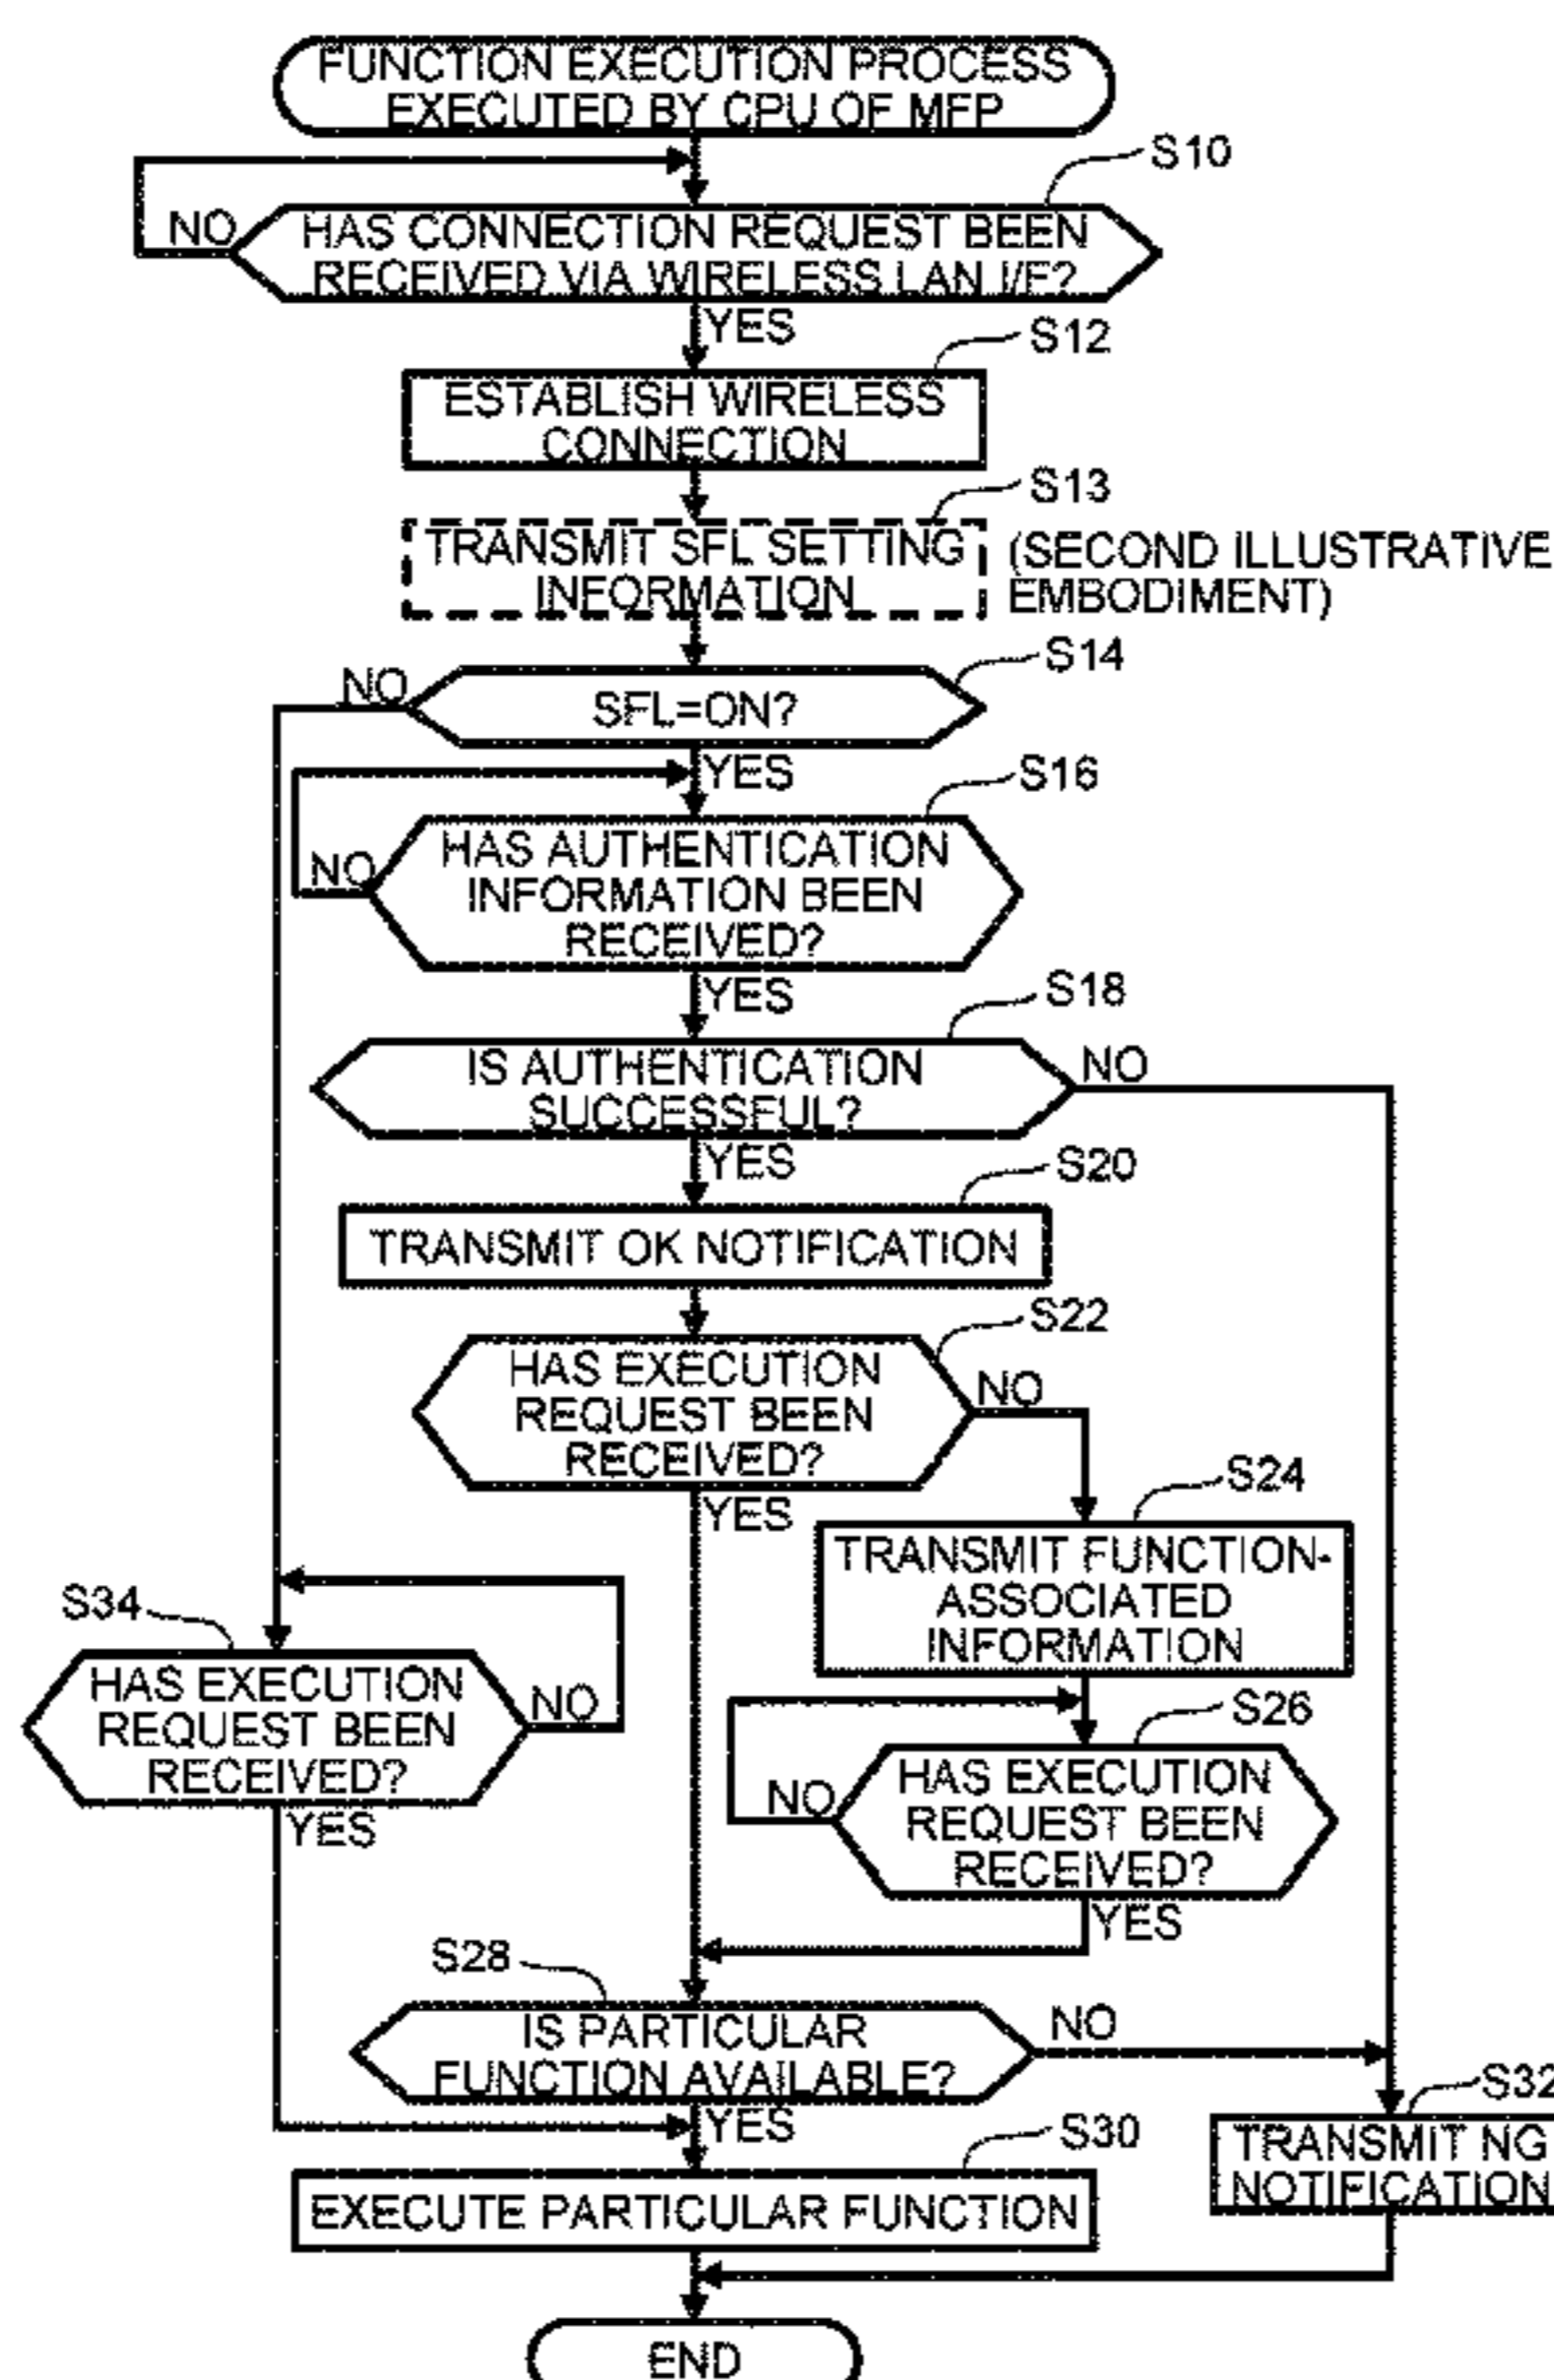 FUNCTION EXECUTION PROCESS
EXECUTED BY CPU OF MFP
S10
NO
HAS CONNECTION REQUEST BEEN
RECEIVED VIA WIRELESS LAN I/F?
YES
S12
ESTABLISH WIRELESS
CONNECTION
S13
TRANSMIT SFL SETTING
INFORMATION
(SECOND ILLUSTRATIVE
EMBODIMENT)
S14
NO
SFL=ON?
YES
S16
NO
HAS AUTHENTICATION
INFORMATION BEEN
RECEIVED?
YES
S18
IS AUTHENTICATION
SUCCESSFUL?
NO
YES
S20
TRANSMIT OK NOTIFICATION
S22
HAS EXECUTION
REQUEST BEEN
RECEIVED?
NO
YES
S24
TRANSMIT FUNCTION-
ASSOCIATED
INFORMATION
S34
HAS EXECUTION
REQUEST BEEN
RECEIVED?
NO
YES
S26
NO
HAS EXECUTION
REQUEST BEEN
RECEIVED?
YES
S28
IS PARTICULAR
FUNCTION AVAILABLE?
NO
YES
S32
TRANSMIT NG
NOTIFICATION
S30
EXECUTE PARTICULAR FUNCTION
END